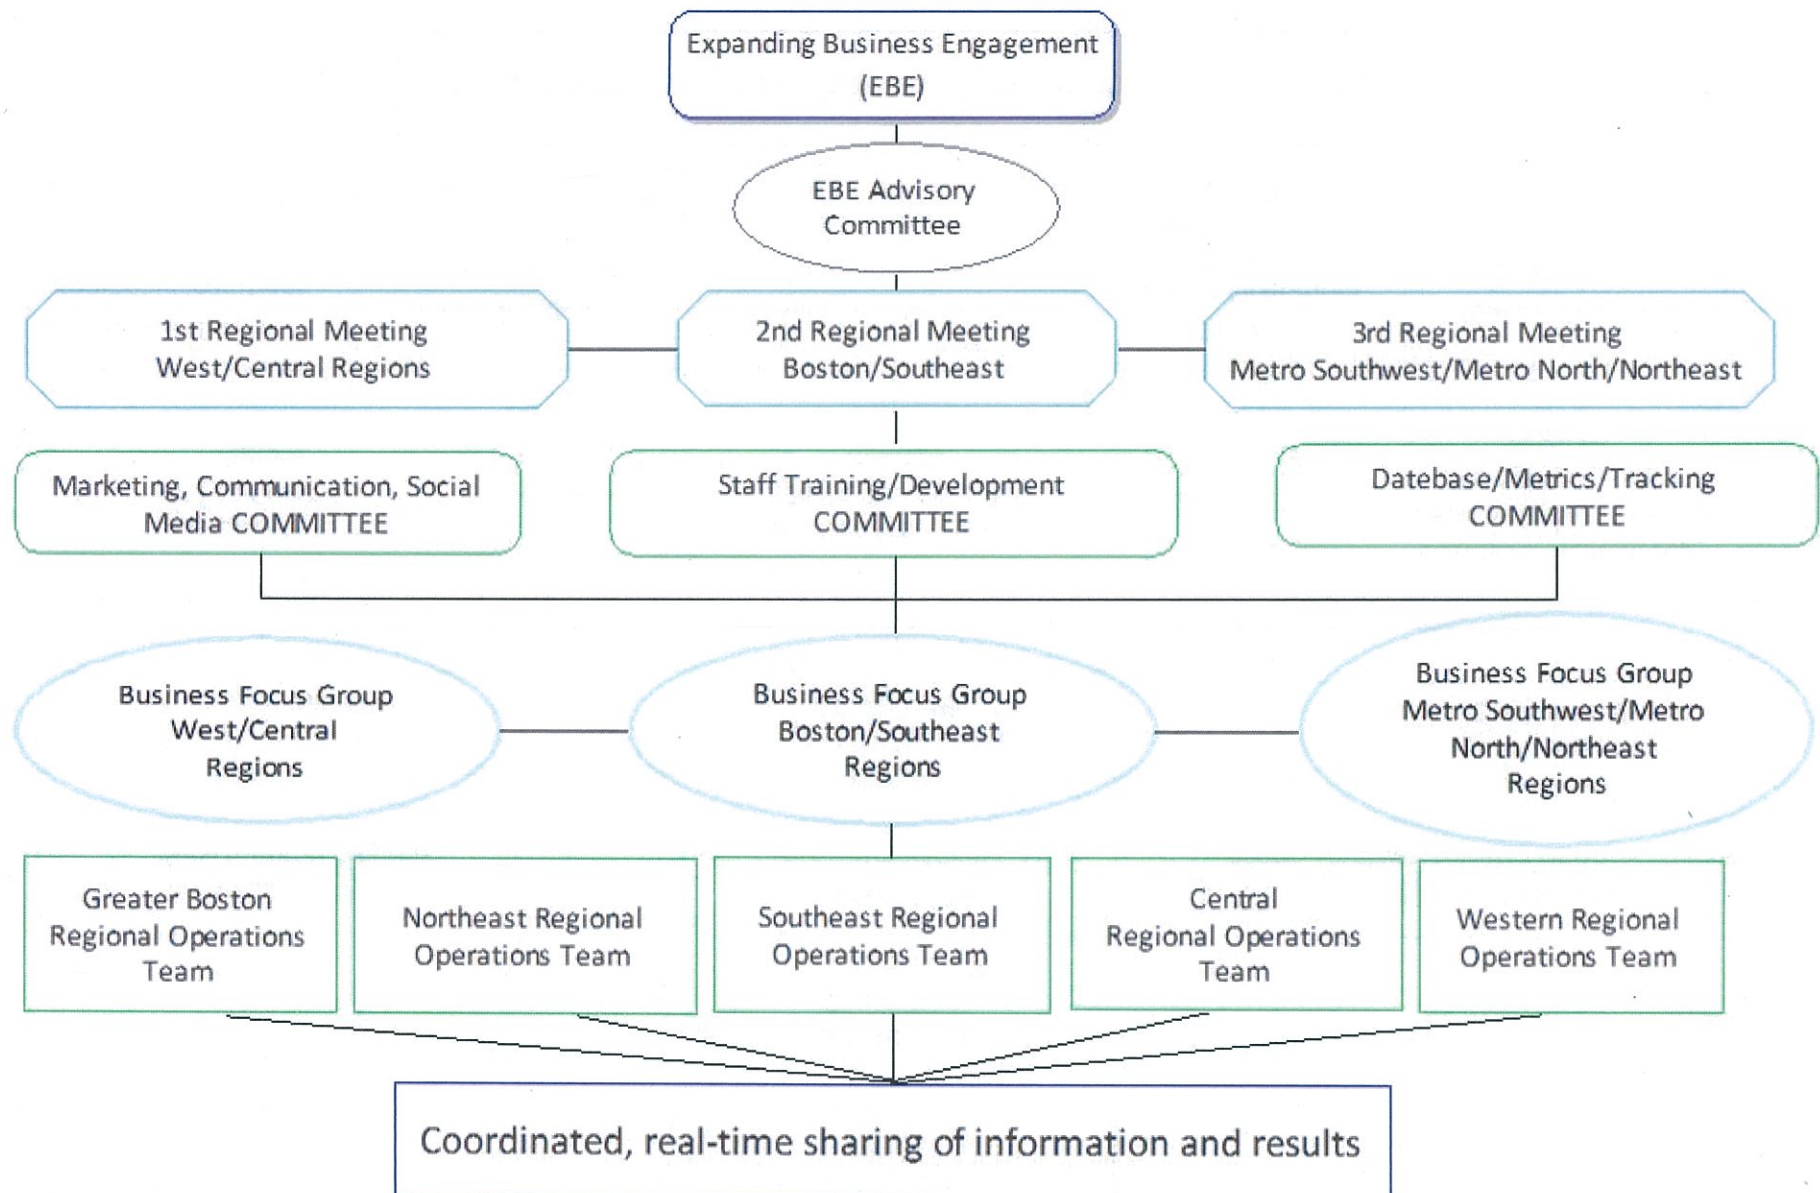 Expanding Business Engagement
(EBE)
EBE Advisory
Committee
1st Regional Meeting
West/Central Regions
2nd Regional Meeting
Boston/Southeast
3rd Regional Meeting
Metro Southwest/Metro North/Northeast
Marketing, Communication, Social
Media COMMITTEE
Staff Training/Development
COMMITTEE
Datebase/Metrics/Tracking
COMMITTEE
Business Focus Group
West/Central
Regions
Business Focus Group
Boston/Southeast
Regions
Business Focus Group
Metro Southwest/Metro
North/Northeast
Regions
Greater Boston
Regional Operations
Team
Northeast Regional
Operations Team
Southeast Regional
Operations Team
Central
Regional Operations
Team
Western Regional
Operations Team
Coordinated, real-time sharing of information and results